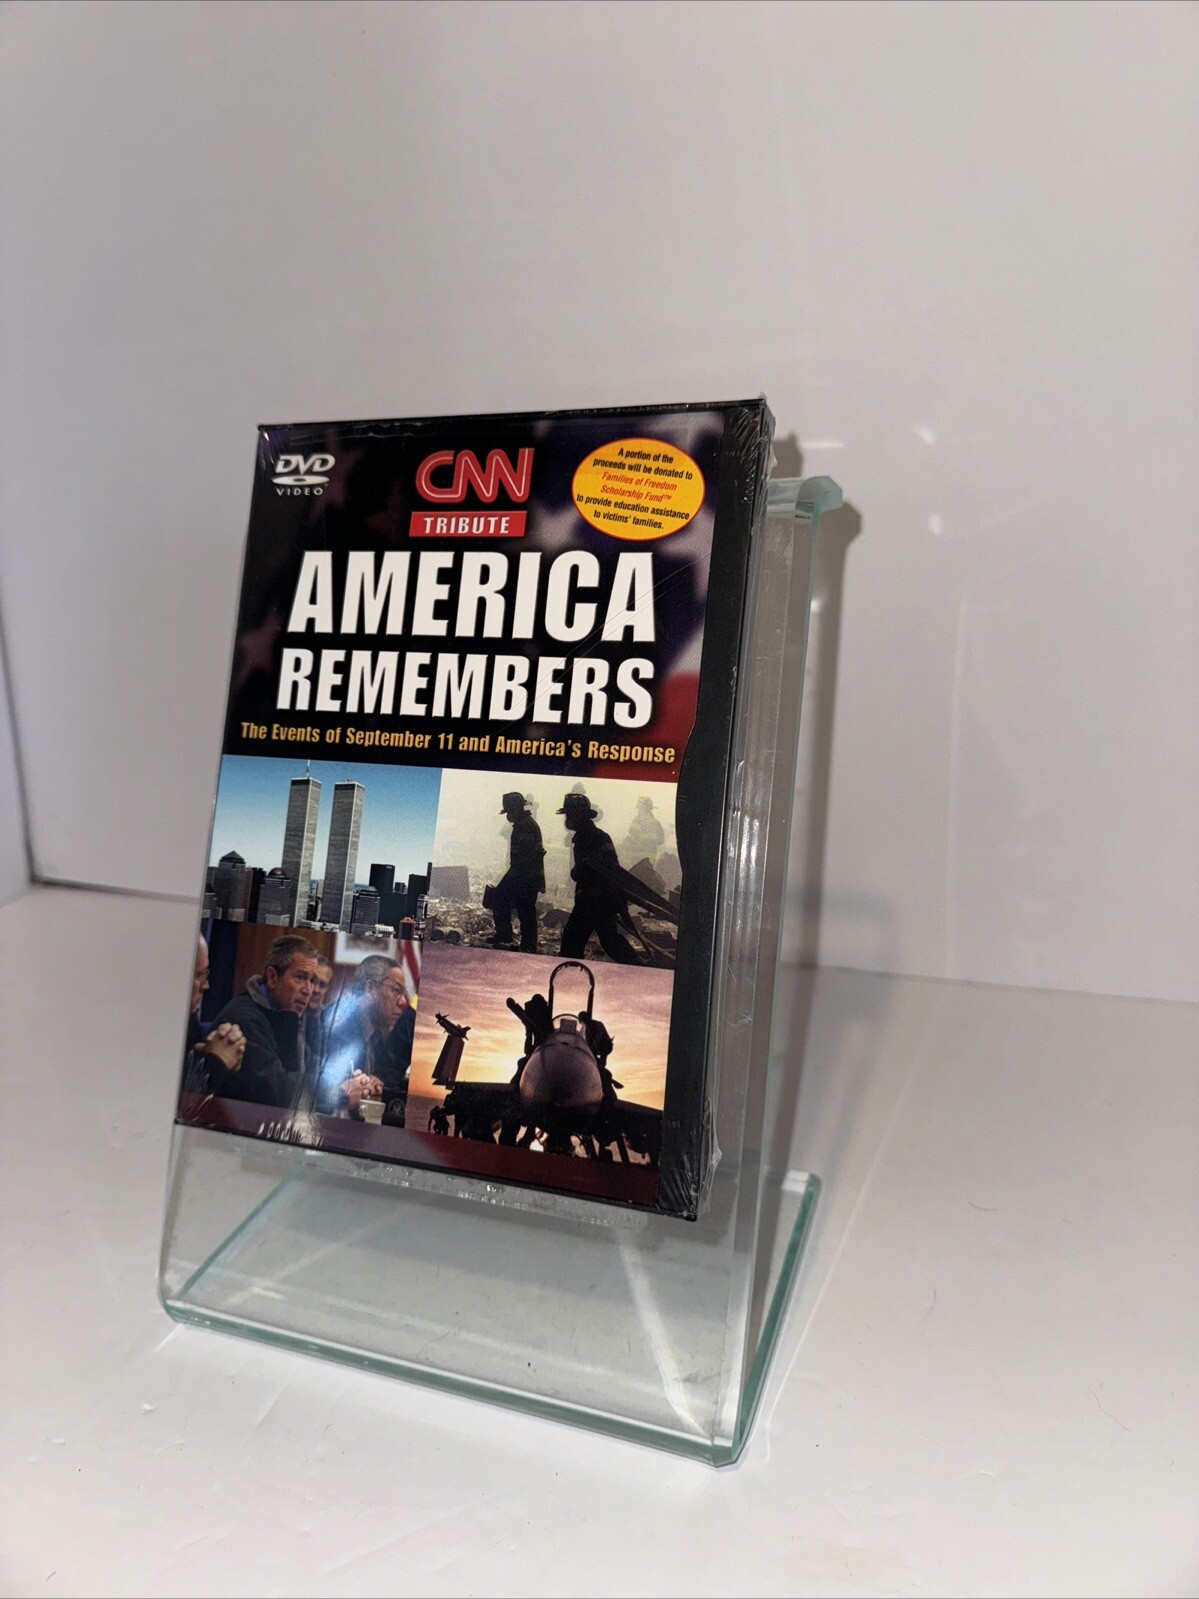 DVD
VIDEO
CNN
TRIBUTE
A portion of the
proceeds will be donated to
Families of Freedom
Scholarship Fund™
to provide education assistance
to victims' families.
AMERICA
REMEMBERS
The Events of September 11 and America's Response